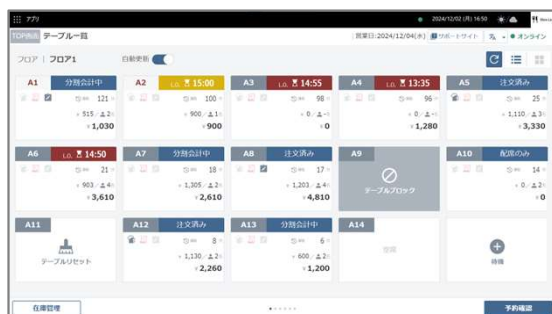 アプリ
2024/12/02 (月) 16:50
TOPに戻る テーブル一覧
営業日:2024/12/04(水) サポートサイト オンライン
フロア | フロア1
自動更新
A1 分割会計中
121
515 / 2
1,030
A2 L.O. 15:00
100
900 / 2
900
A3 L.O. 14:55
98
0
0
A4 L.O. 13:35
96
0
1,280
A5 注文済み
25
1,110 / 3
3,330
A6 L.O. 14:50
21
903 / 4
3,610
A7 分割会計中
18
1,305 / 2
2,610
A8 注文済み
17
1,203 / 4
4,810
A9
テーブルブロック
A10 配席のみ
14
0 / 2
0
A11
テーブルリセット
A12 注文済み
8
1,130 / 2
2,260
A13 分割会計中
6
600 / 2
1,200
A14
空席
待機
在庫管理
予約確認